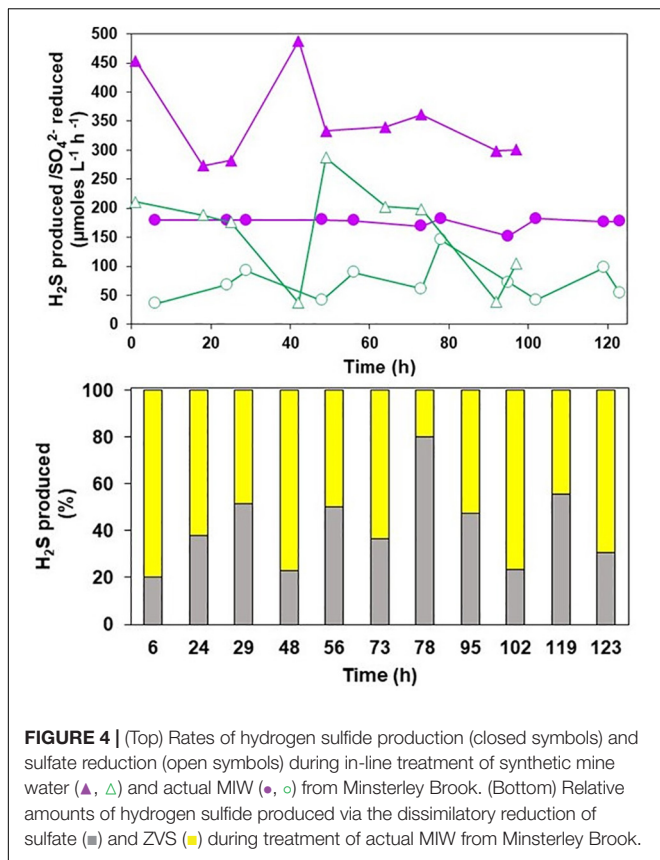 500
450
400
350
300
250
200
150
100
50
0
H₂S produced /SO₄²⁻ reduced
(µmoles L⁻¹ h⁻¹)
0 20 40 60 80 100 120
Time (h)
100
80
60
40
20
0
H₂S produced
(%)
6 24 29 48 56 73 78 95 102 119 123
Time (h)
FIGURE 4 | (Top) Rates of hydrogen sulfide production (closed symbols) and
sulfate reduction (open symbols) during in-line treatment of synthetic mine
water (▲, △) and actual MIW (●, ○) from Minsterley Brook. (Bottom) Relative
amounts of hydrogen sulfide produced via the dissimilatory reduction of
sulfate (■) and ZVS (■) during treatment of actual MIW from Minsterley Brook.